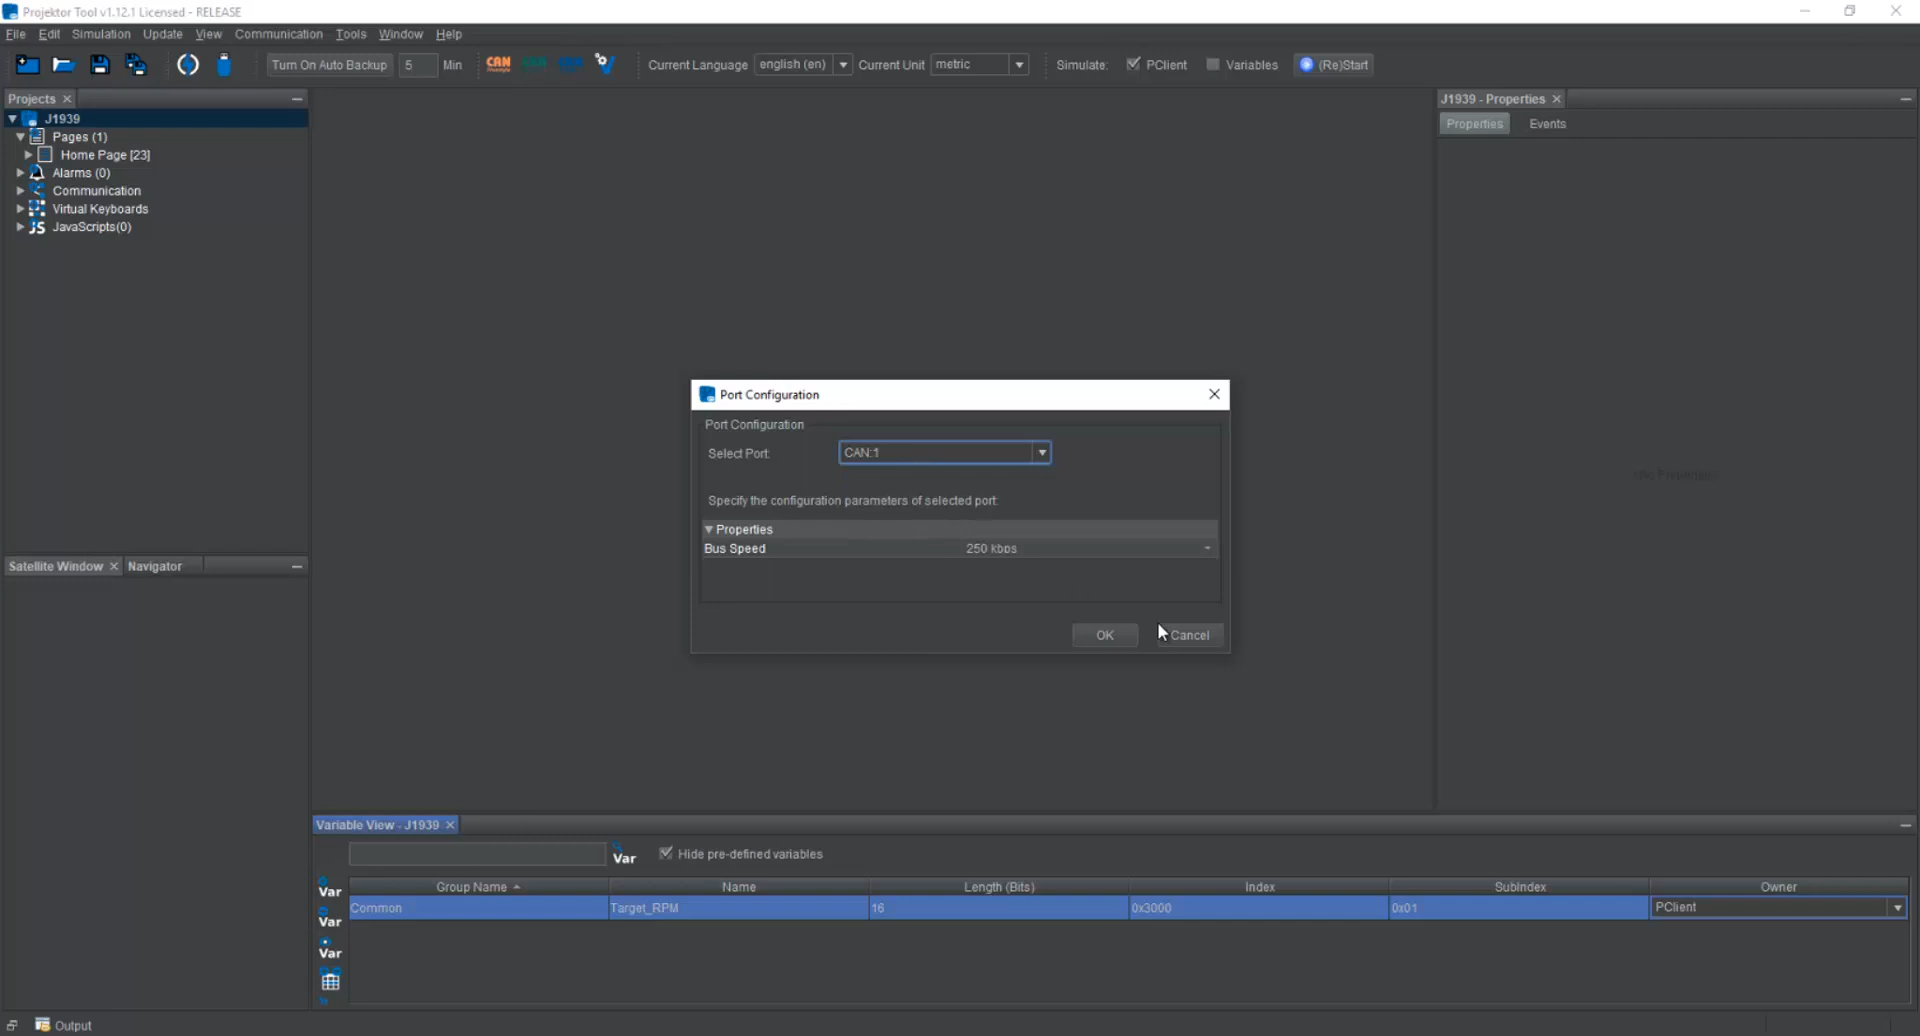 Projektor Tool v1.12.1 Licensed - RELEASE
File Edit Simulation Update View Communication Tools Window Help
Turn On Auto Backup 5 Min CAN Current Language english (en) Current Unit metric Simulate: PClient Variables (Re)Start
Projects
J1939
Pages (1)
Home Page [23]
Alarms (0)
Communication
Virtual Keyboards
JS JavaScripts(0)
J1939 - Properties
Properties Events
No Properties
Port Configuration
Port Configuration
Select Port: CAN:1
Specify the configuration parameters of selected port:
Properties
Bus Speed 250 kbps
OK Cancel
Satellite Window Navigator
Variable View - J1939
Var Hide pre-defined variables
Var
Var
Var
Group Name Name Length (Bits) Index SubIndex Owner
Common Target_RPM 16 0x3000 0x01 PClient
Output